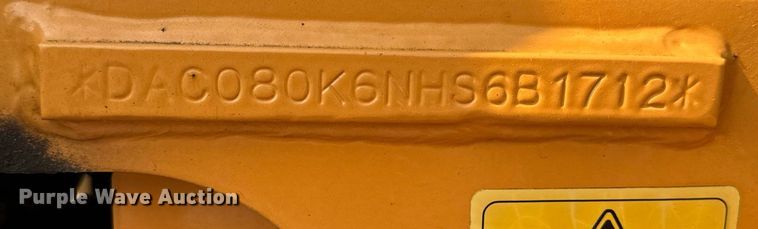 *DAC080K6NHS6B1712*
Purple Wave Auction